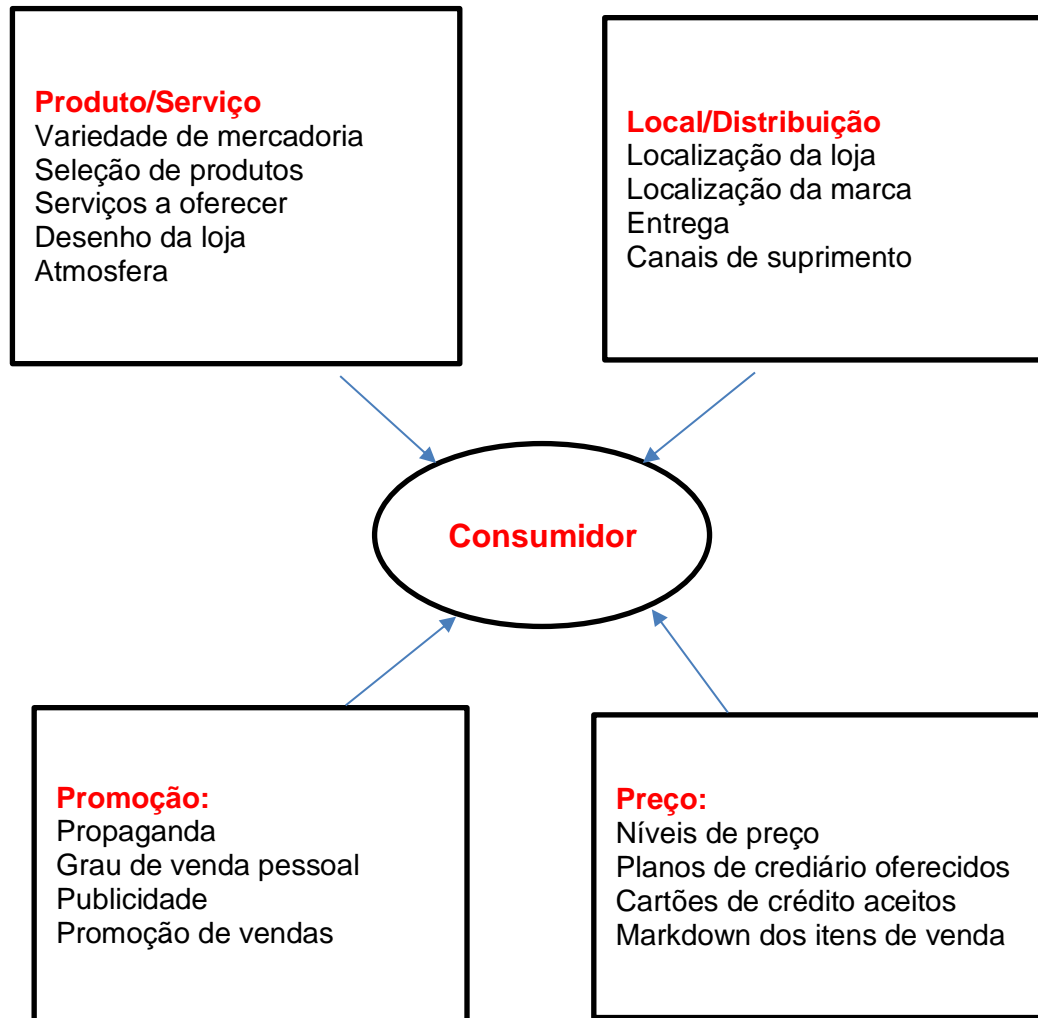 Produto/Serviço
Variedade de mercadoria
Seleção de produtos
Serviços a oferecer
Desenho da loja
Atmosfera
Local/Distribuição
Localização da loja
Localização da marca
Entrega
Canais de suprimento
Consumidor
Promoção:
Propaganda
Grau de venda pessoal
Publicidade
Promoção de vendas
Preço:
Níveis de preço
Planos de crediário oferecidos
Cartões de crédito aceitos
Markdown dos itens de venda